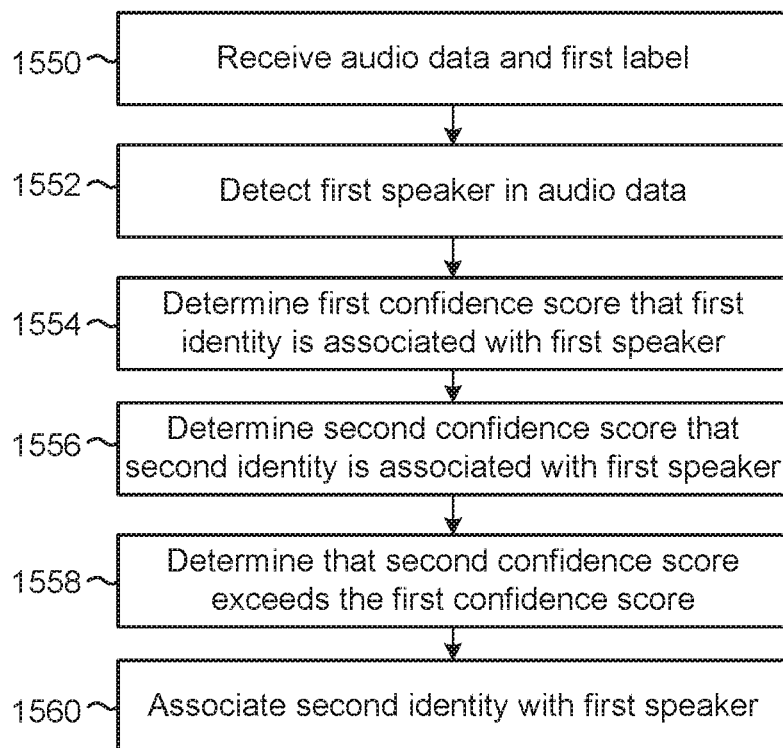 1550 Receive audio data and first label
1552 Detect first speaker in audio data
1554 Determine first confidence score that first
identity is associated with first speaker
1556 Determine second confidence score that
second identity is associated with first speaker
1558 Determine that second confidence score
exceeds the first confidence score
1560 Associate second identity with first speaker